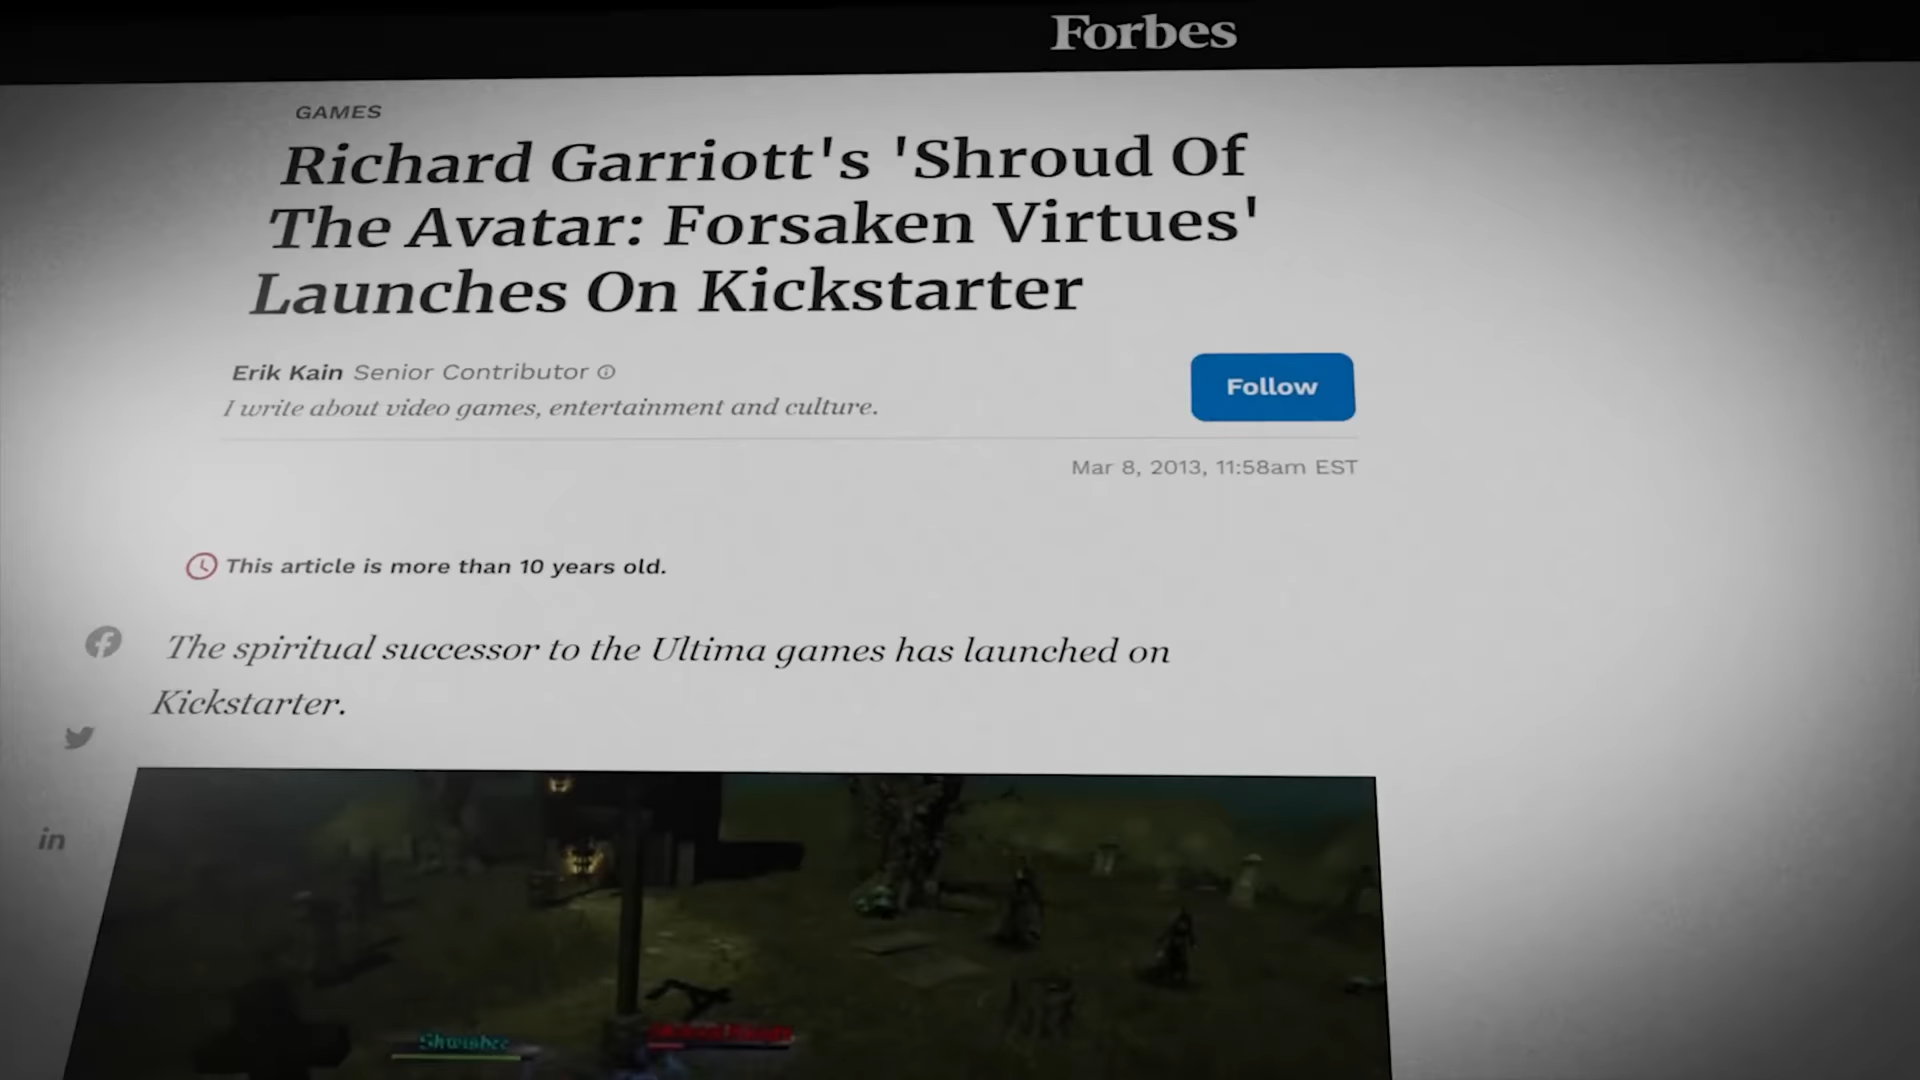 Forbes
GAMES
Richard Garriott's 'Shroud Of
The Avatar: Forsaken Virtues'
Launches On Kickstarter
Erik Kain Senior Contributor
I write about video games, entertainment and culture.
Follow
Mar 8, 2013, 11:58am EST
This article is more than 10 years old.
The spiritual successor to the Ultima games has launched on
Kickstarter.
in